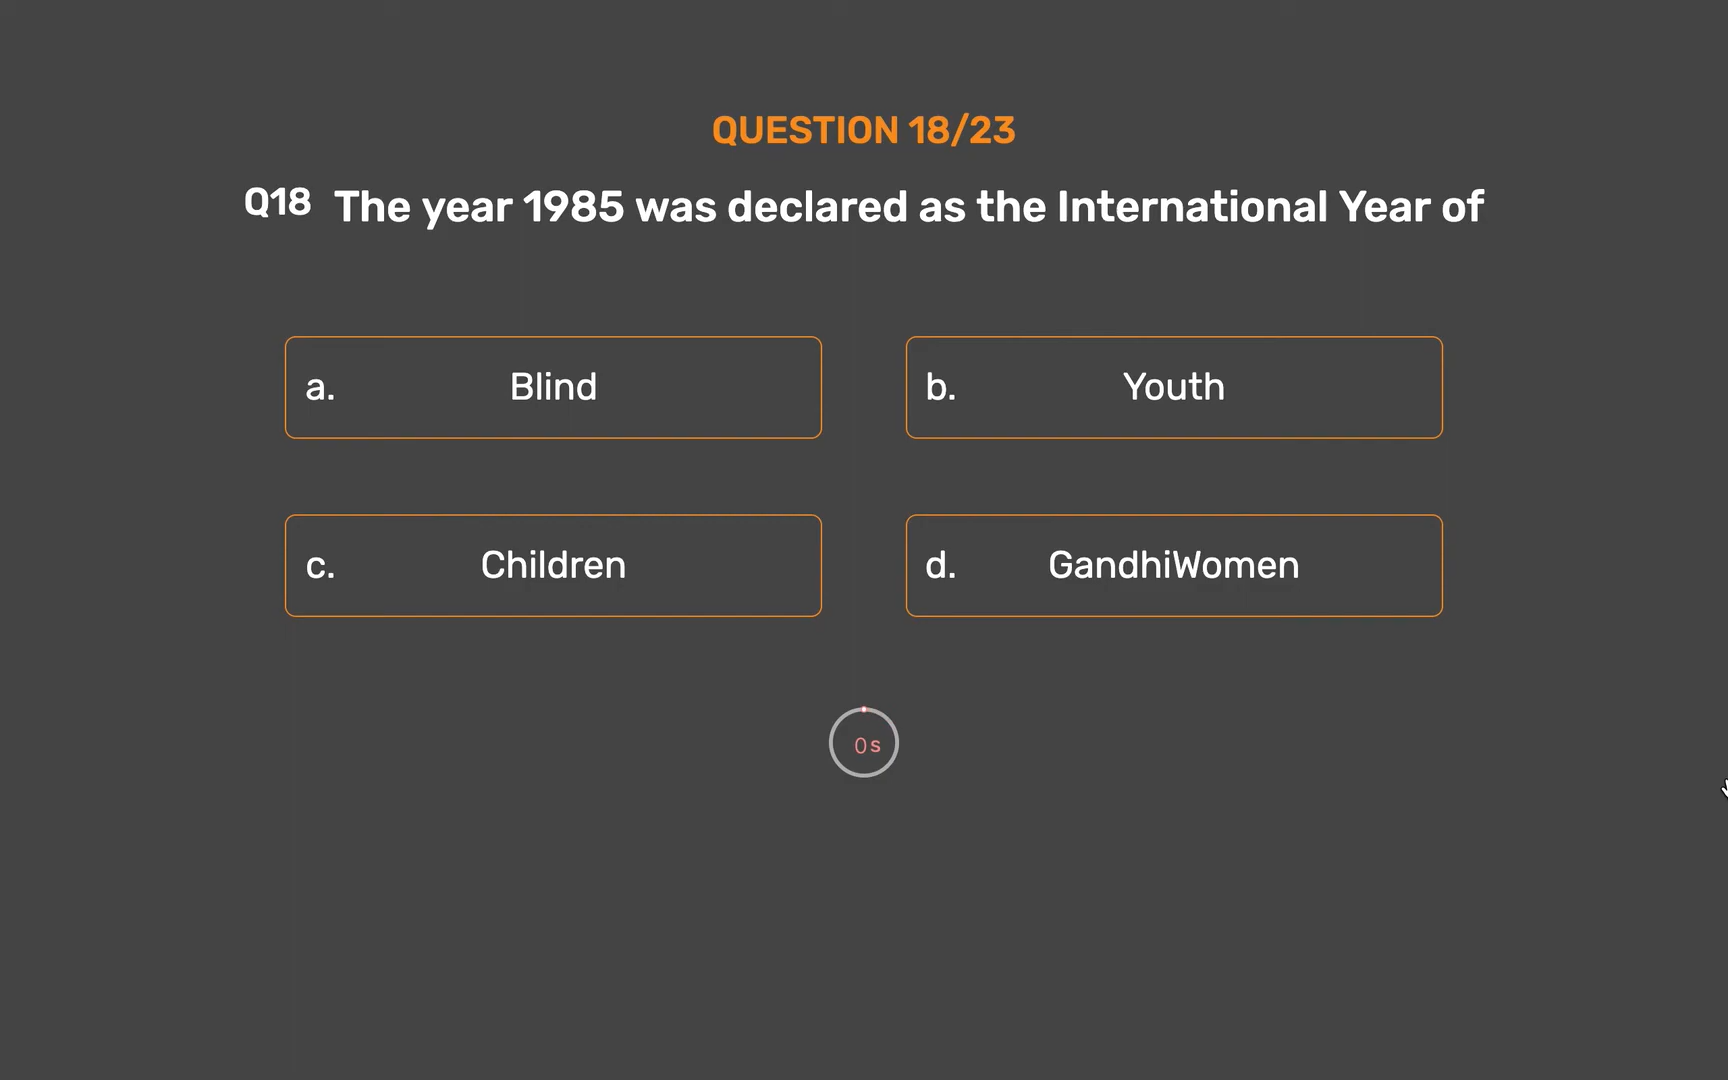 QUESTION 18/23
Q18 The year 1985 was declared as the International Year of
a. Blind
b. Youth
c. Children
d. GandhiWomen
0s